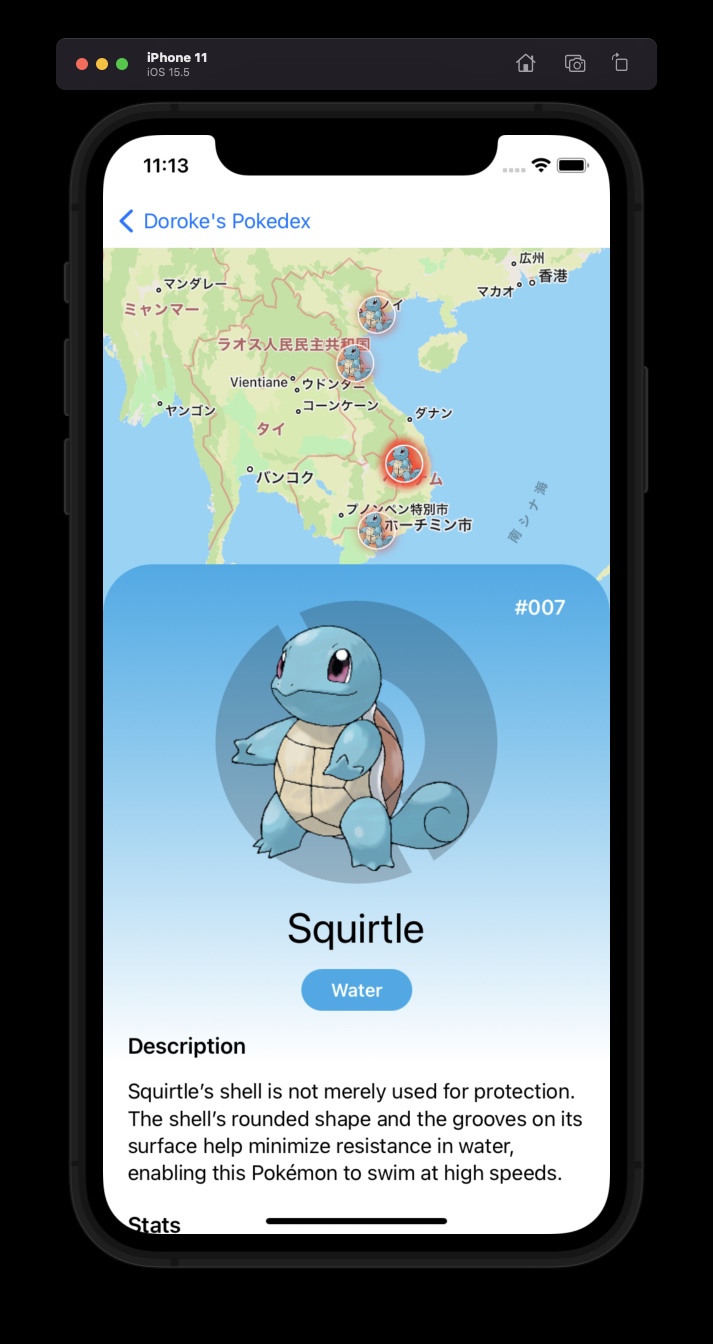 iPhone 11
iOS 15.5
11:13
Doroke's Pokedex
広州
香港
マカオ
マンダレー
ミャンマー
ノイ
ラオス人民民主共和国
Vientiane
ウドンター
コーンケーン
ヤンゴン
ダナン
タイ
バンコク
ム
プノンペン特別市
ホーチミン市
南シナ海
#007
Squirtle
Water
Description
Squirtle’s shell is not merely used for protection.
The shell’s rounded shape and the grooves on its
surface help minimize resistance in water,
enabling this Pokémon to swim at high speeds.
Stats